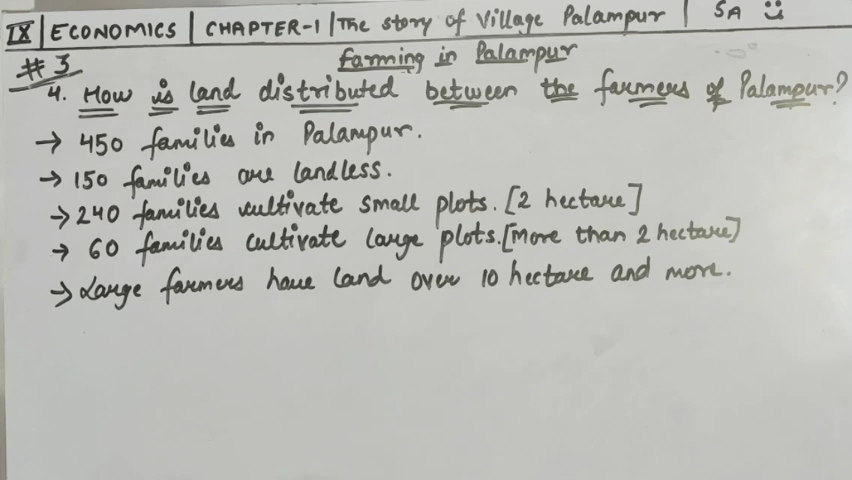 IX | ECONOMICS | CHAPTER-1 | The story of Village Palampur | SA
Farming in Palampur
#3
4. How is land distributed between the farmers of Palampur?
→ 450 families in Palampur.
→ 150 families are landless.
→ 240 families cultivate small plots. [2 hectare]
→ 60 families cultivate large plots. [More than 2 hectare]
→ Large farmers have land over 10 hectare and more.